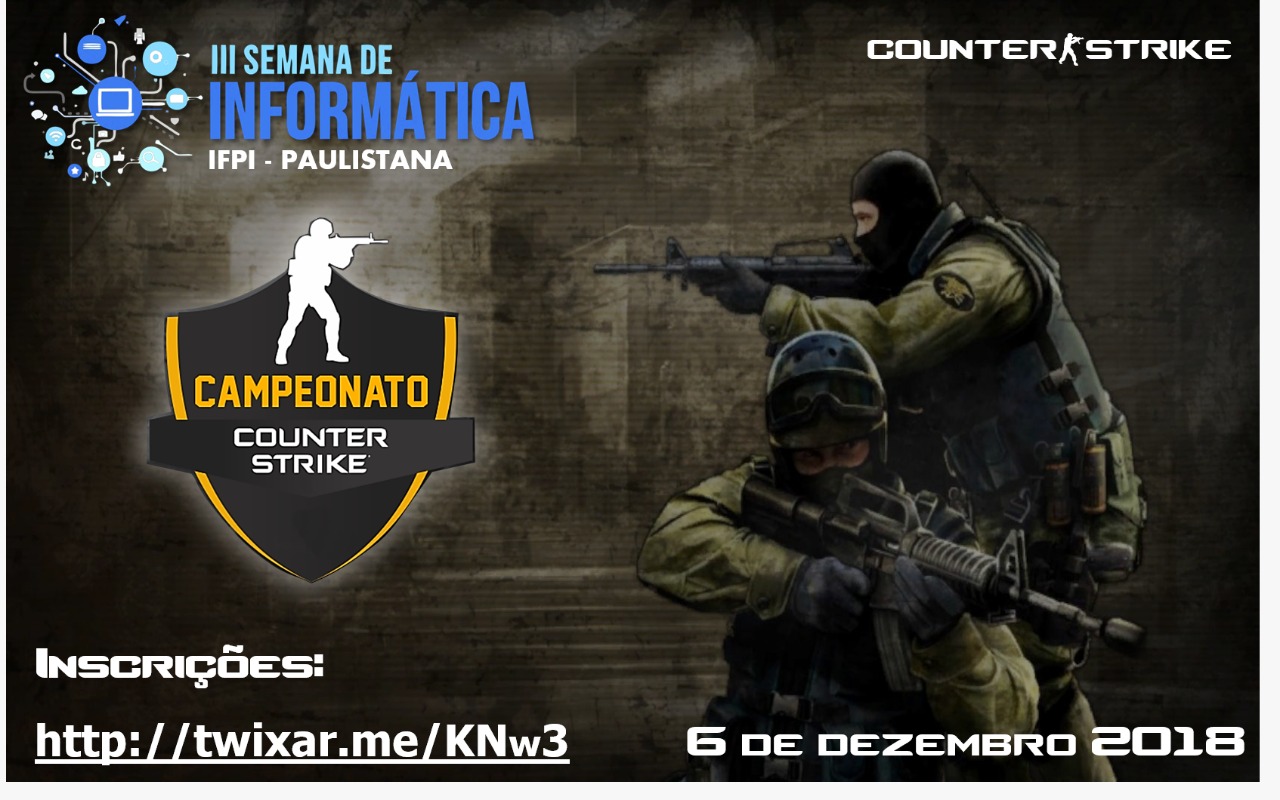 III SEMANA DE
INFORMÁTICA
IFPI - PAULISTANA
COUNTER STRIKE
CAMPEONATO
COUNTER
STRIKE
Inscrições:
http://twixar.me/KNw3
6 DE DEZEMBRO 2018